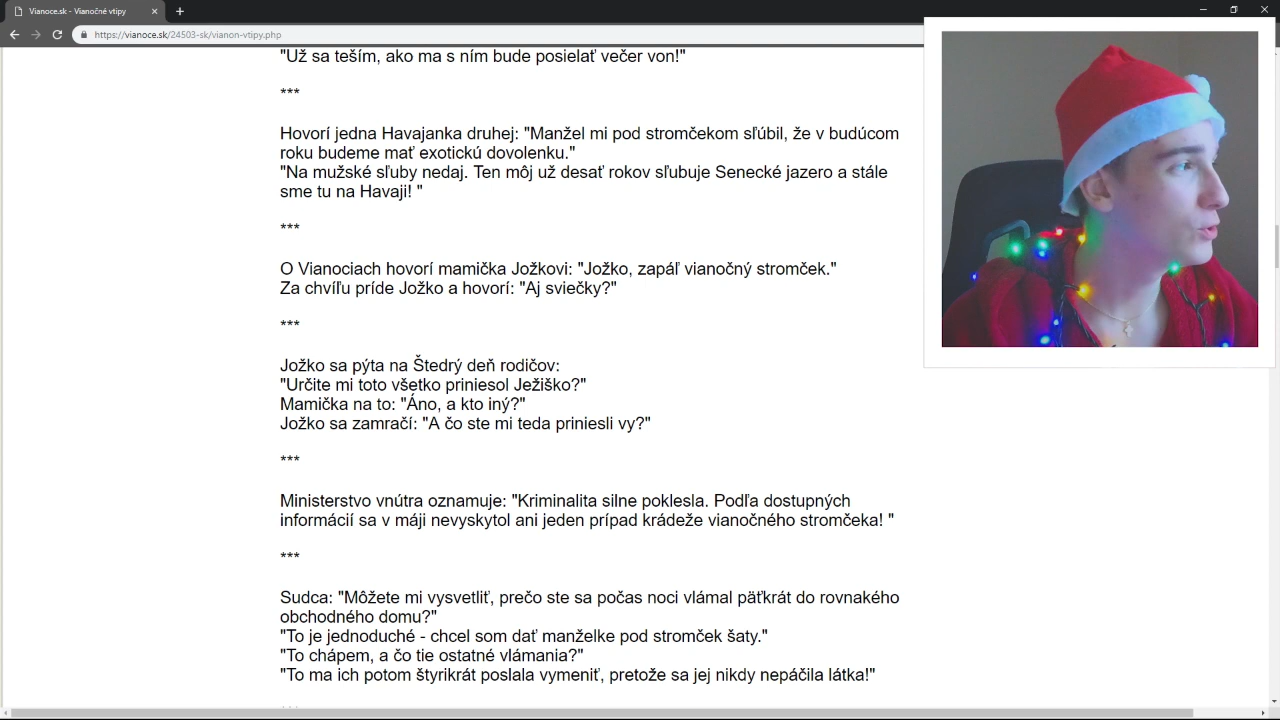 Vianoce.sk - Vianočné vtipy
https://vianoce.sk/24503-sk/vianon-vtipy.php
"Už sa teším, ako ma s ním bude posielať večer von!"
***
Hovorí jedna Havajanka druhej: "Manžel mi pod stromčekom sľúbil, že v budúcom
roku budeme mať exotickú dovolenku."
"Na mužské sľuby nedaj. Ten môj už desať rokov sľubuje Senecké jazero a stále
sme tu na Havaji! "
***
O Vianociach hovorí mamička Jožkovi: "Jožko, zapáľ vianočný stromček."
Za chvíľu príde Jožko a hovorí: "Aj sviečky?"
***
Jožko sa pýta na Štedrý deň rodičov:
"Určite mi toto všetko priniesol Ježiško?"
Mamička na to: "Áno, a kto iný?"
Jožko sa zamračí: "A čo ste mi teda priniesli vy?"
***
Ministerstvo vnútra oznamuje: "Kriminalita silne poklesla. Podľa dostupných
informácií sa v máji nevyskytol ani jeden prípad krádeže vianočného stromčeka! "
***
Sudca: "Môžete mi vysvetliť, prečo ste sa počas noci vlámal päťkrát do rovnakého
obchodného domu?"
"To je jednoduché - chcel som dať manželke pod stromček šaty."
"To chápem, a čo tie ostatné vlámania?"
"To ma ich potom štyrikrát poslala vymeniť, pretože sa jej nikdy nepáčila látka!"